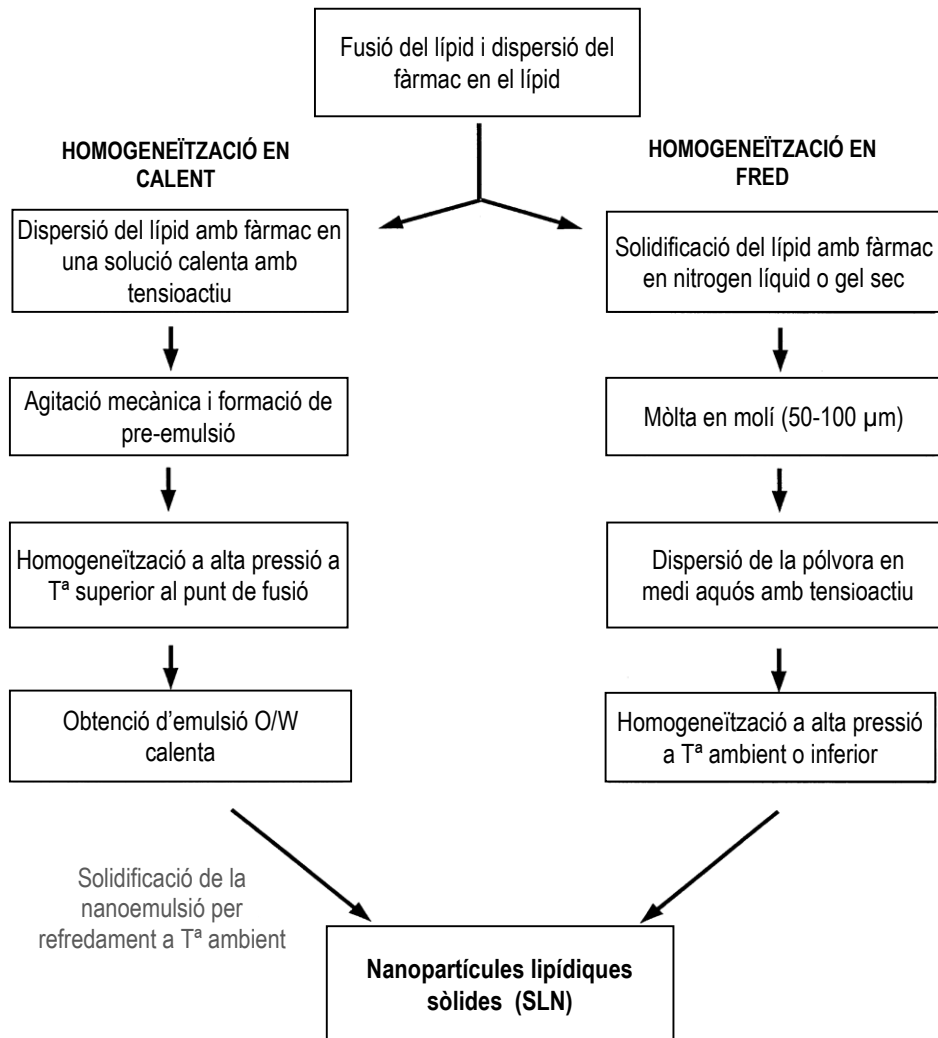 Fusió del lípid i dispersió del
fàrmac en el lípid
HOMOGENEÏTZACIÓ EN
CALENT
Dispersió del lípid amb fàrmac en
una solució calenta amb
tensioactiu
Agitació mecànica i formació de
pre-emulsió
Homogeneïtzació a alta pressió a
Tª superior al punt de fusió
Obtenció d’emulsió O/W
calenta
Solidificació de la
nanoemulsió per
refredament a Tª ambient
HOMOGENEÏTZACIÓ EN
FRED
Solidificació del lípid amb fàrmac
en nitrogen líquid o gel sec
Mòlta en molí (50-100 µm)
Dispersió de la pólvora en
medi aquós amb tensioactiu
Homogeneïtzació a alta pressió
a Tª ambient o inferior
Nanopartícules lipídiques
sòlides (SLN)